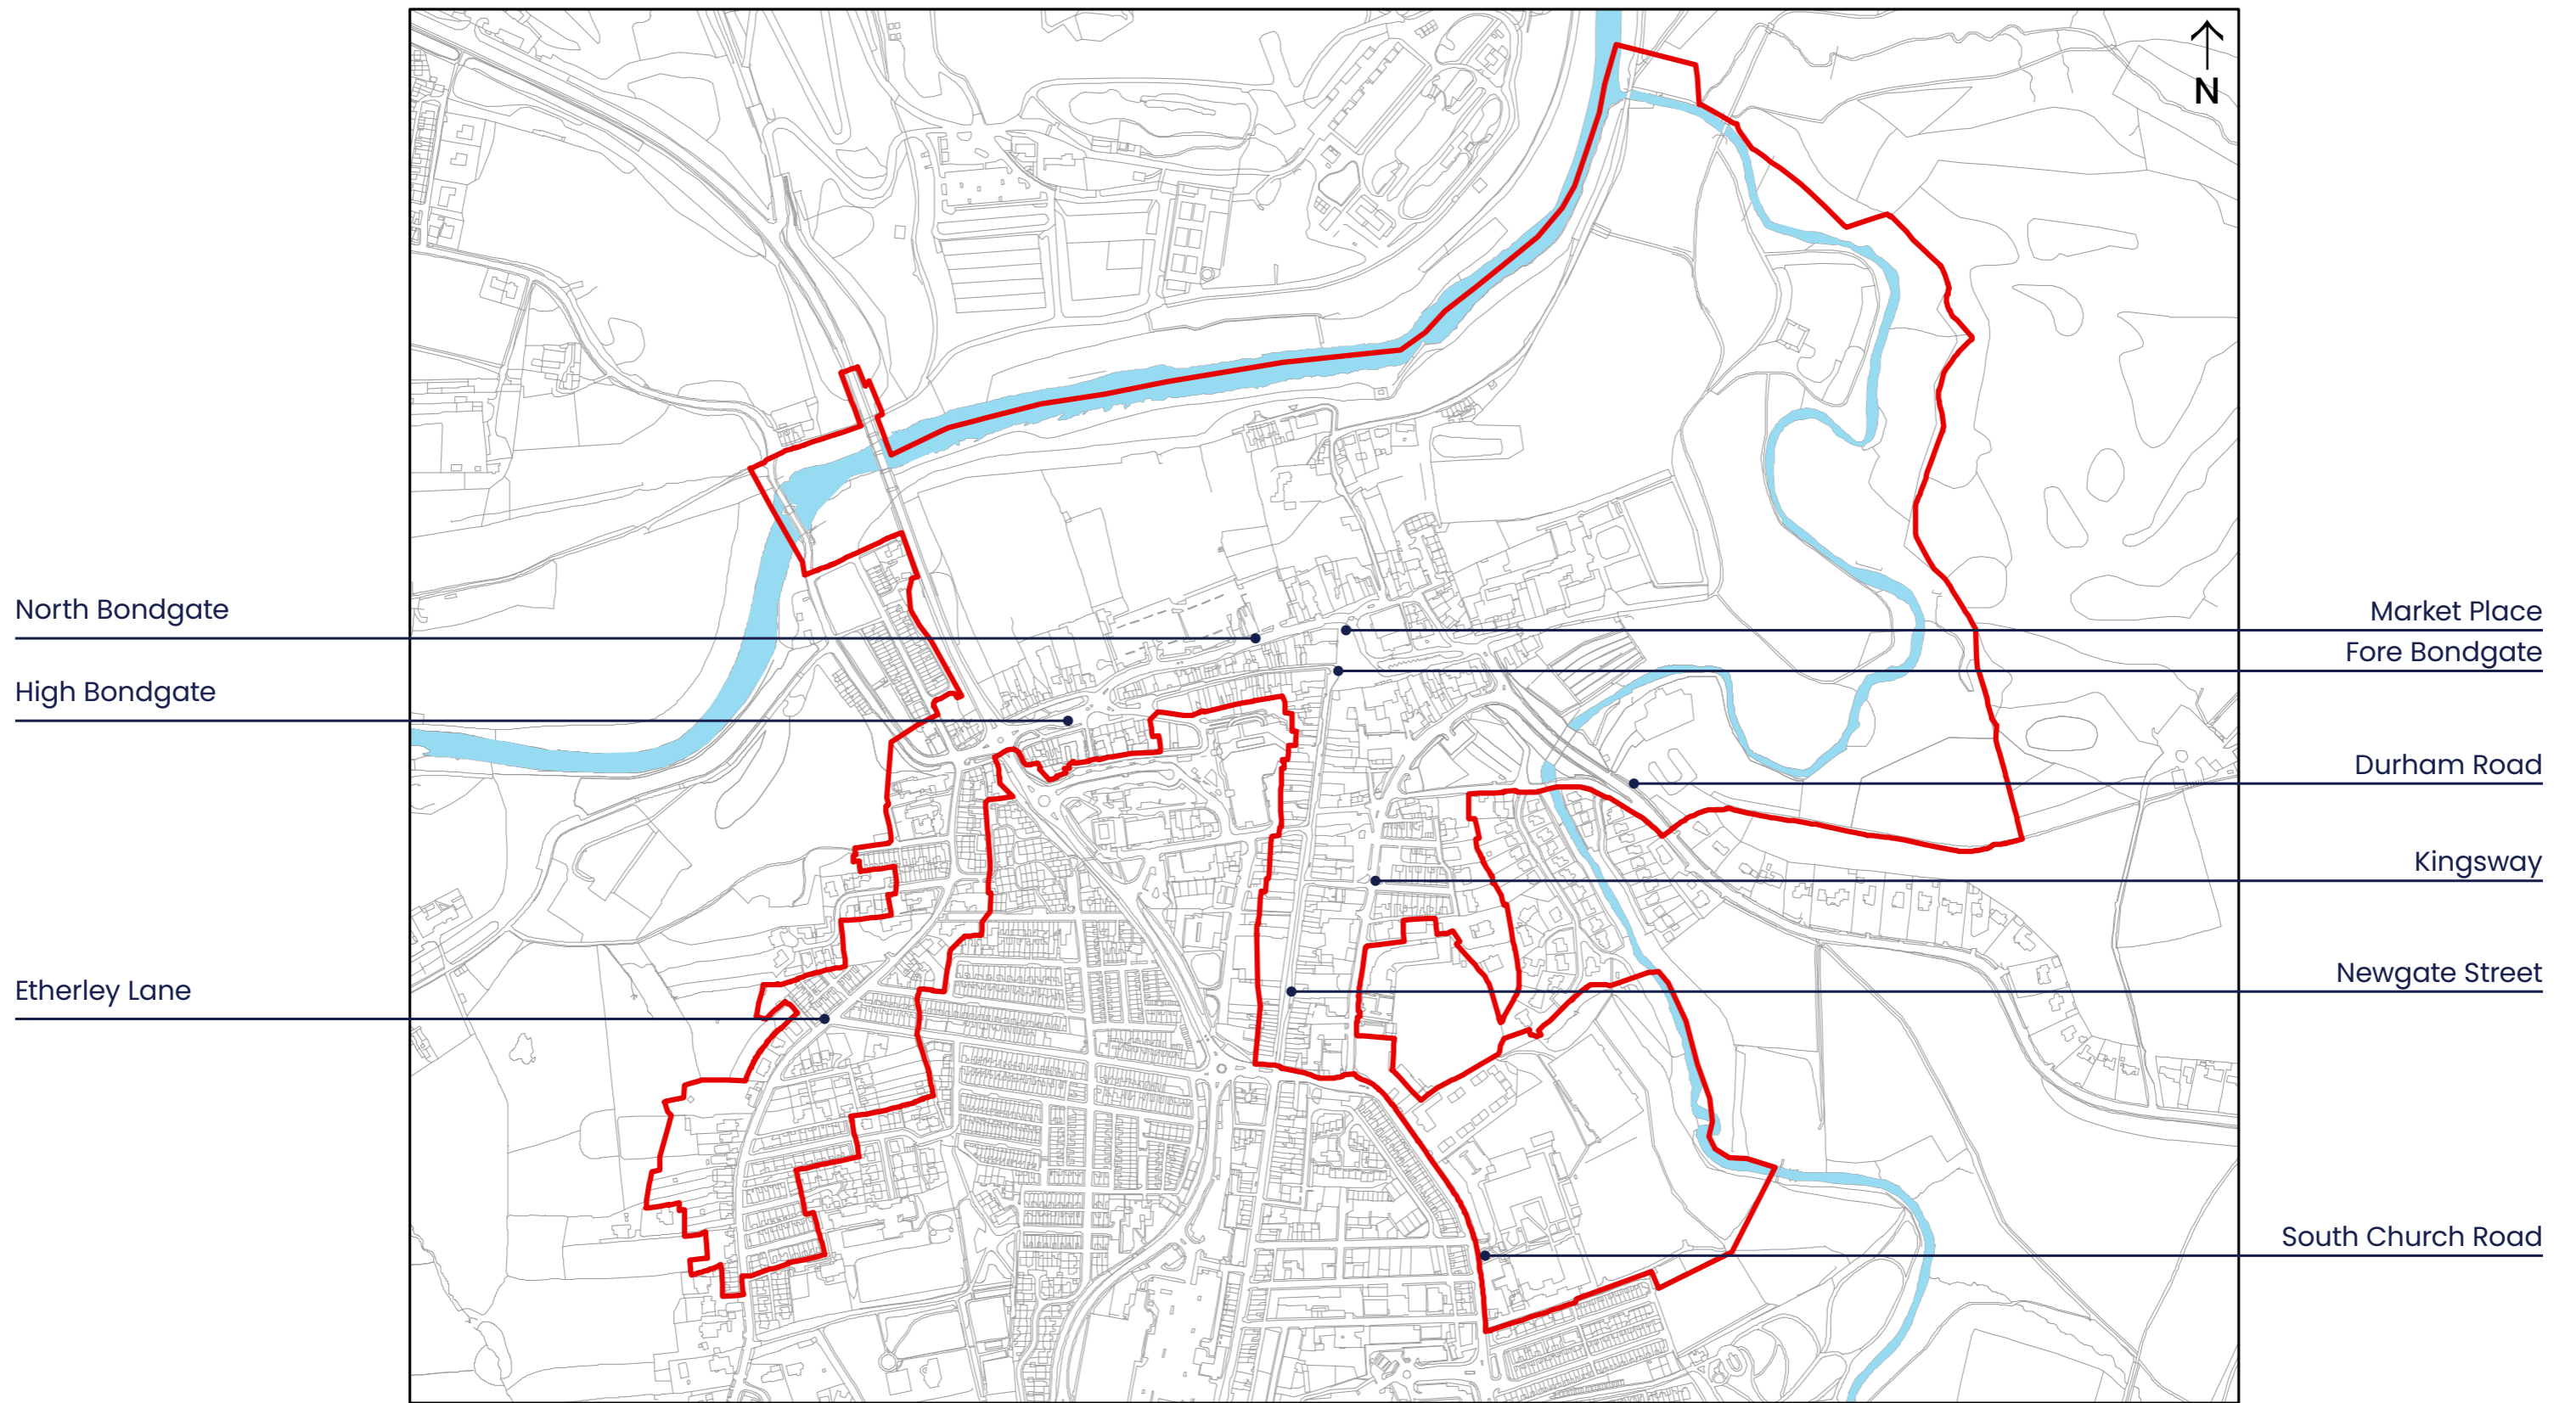 N
North Bondgate
High Bondgate
Etherley Lane
Market Place
Fore Bondgate
Durham Road
Kingsway
Newgate Street
South Church Road